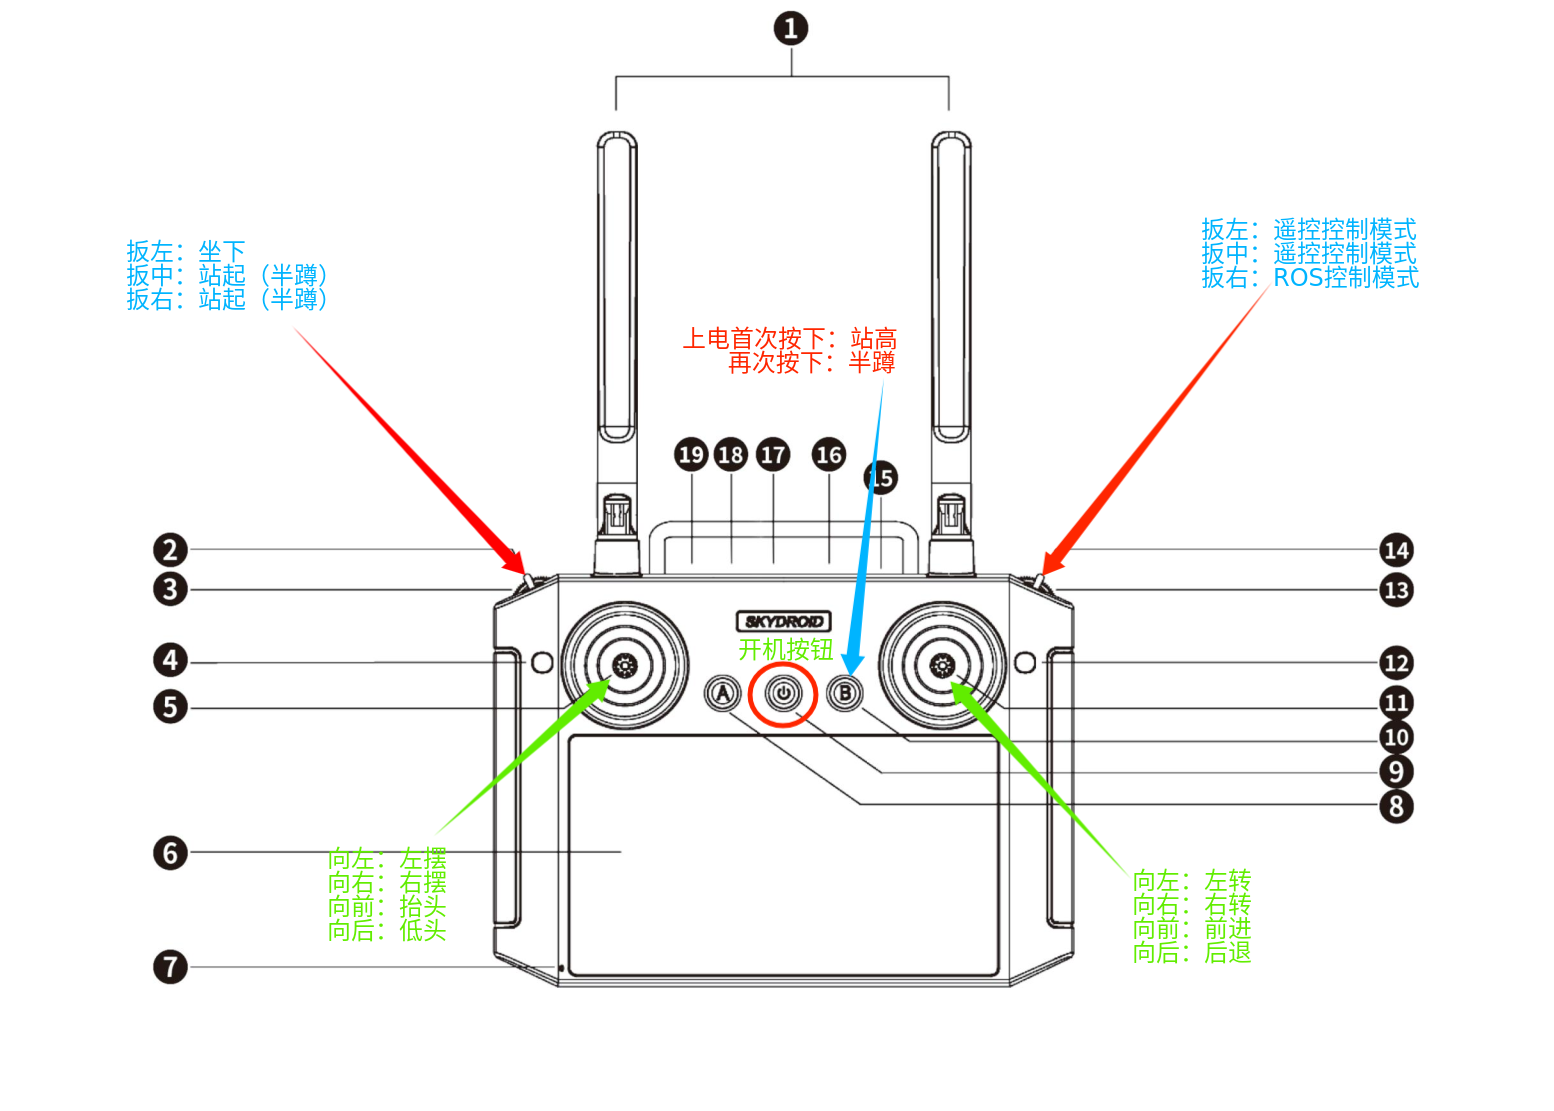 1
扳左：坐下
扳中：站起（半蹲）
扳右：站起（半蹲）
扳左：遥控控制模式
扳中：遥控控制模式
扳右：ROS控制模式
上电首次按下：站高
再次按下：半蹲
19 18 17 16 15
2
14
3
13
SKYDROID
开机按钮
4
12
A
B
5
11
10
9
8
6
向左：左摆
向右：右摆
向前：抬头
向后：低头
向左：左转
向右：右转
向前：前进
向后：后退
7